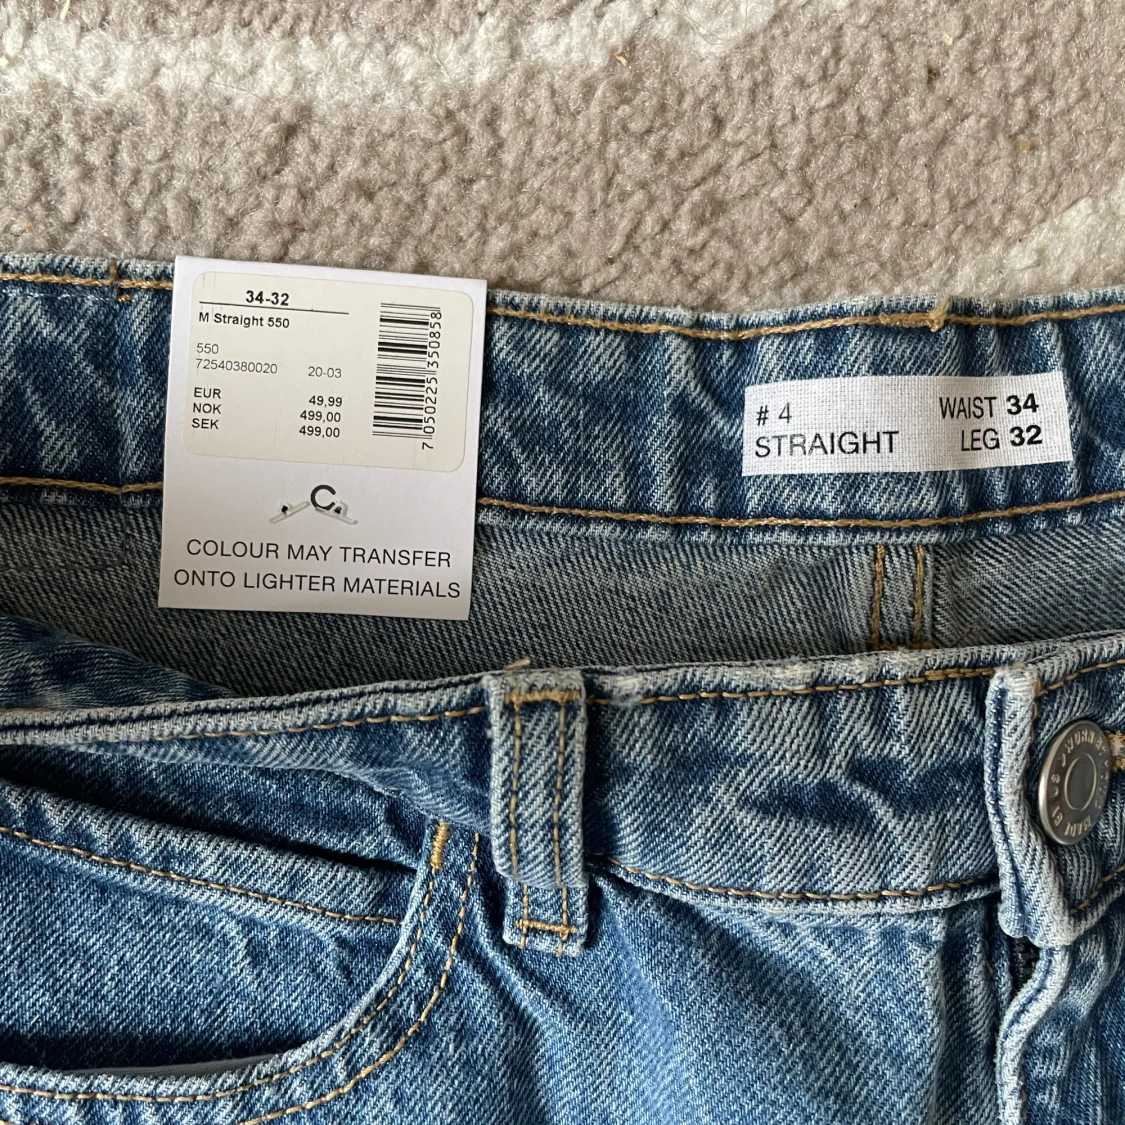 34-32
M Straight 550
550
72540380020 20-03
EUR 49,99
NOK 499,00
SEK 499,00
7 050225 350858
COLOUR MAY TRANSFER
ONTO LIGHTER MATERIALS
# 4
STRAIGHT
WAIST 34
LEG 32